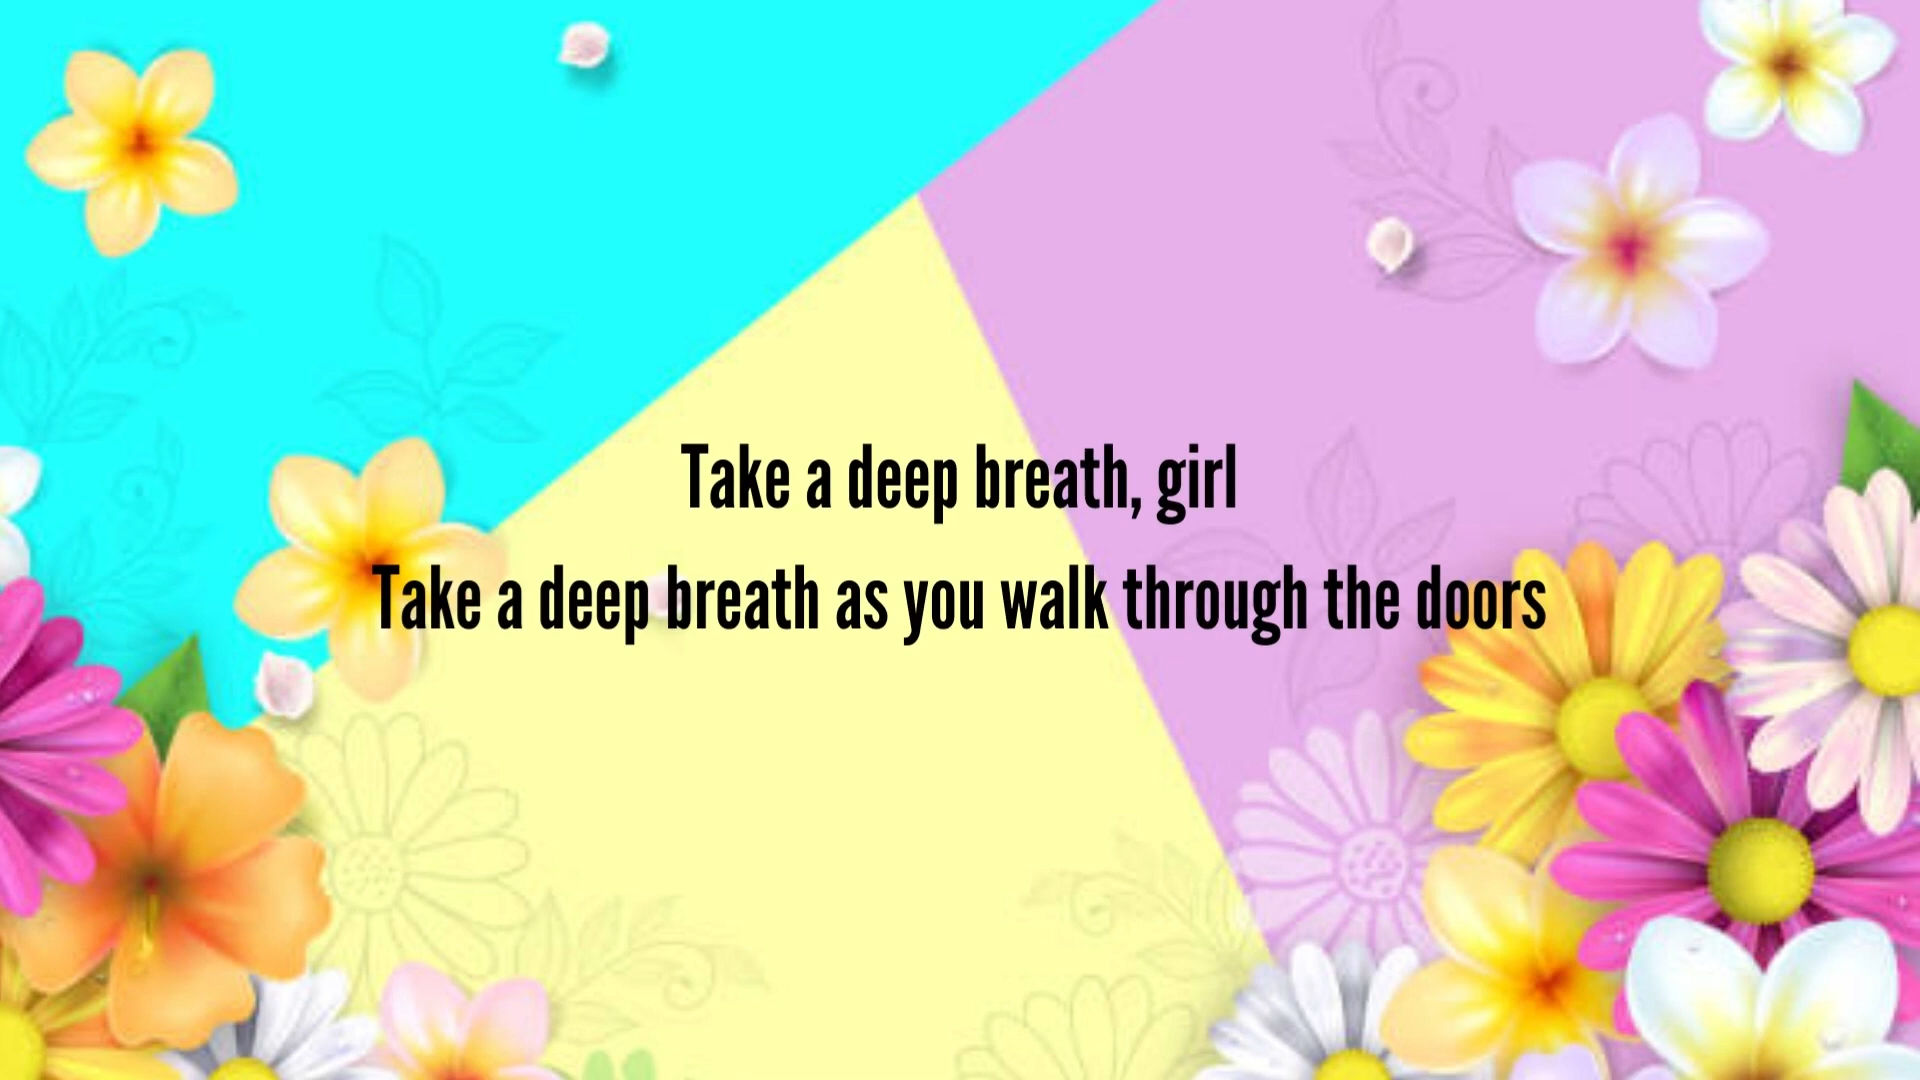 Take a deep breath, girl
Take a deep breath as you walk through the doors